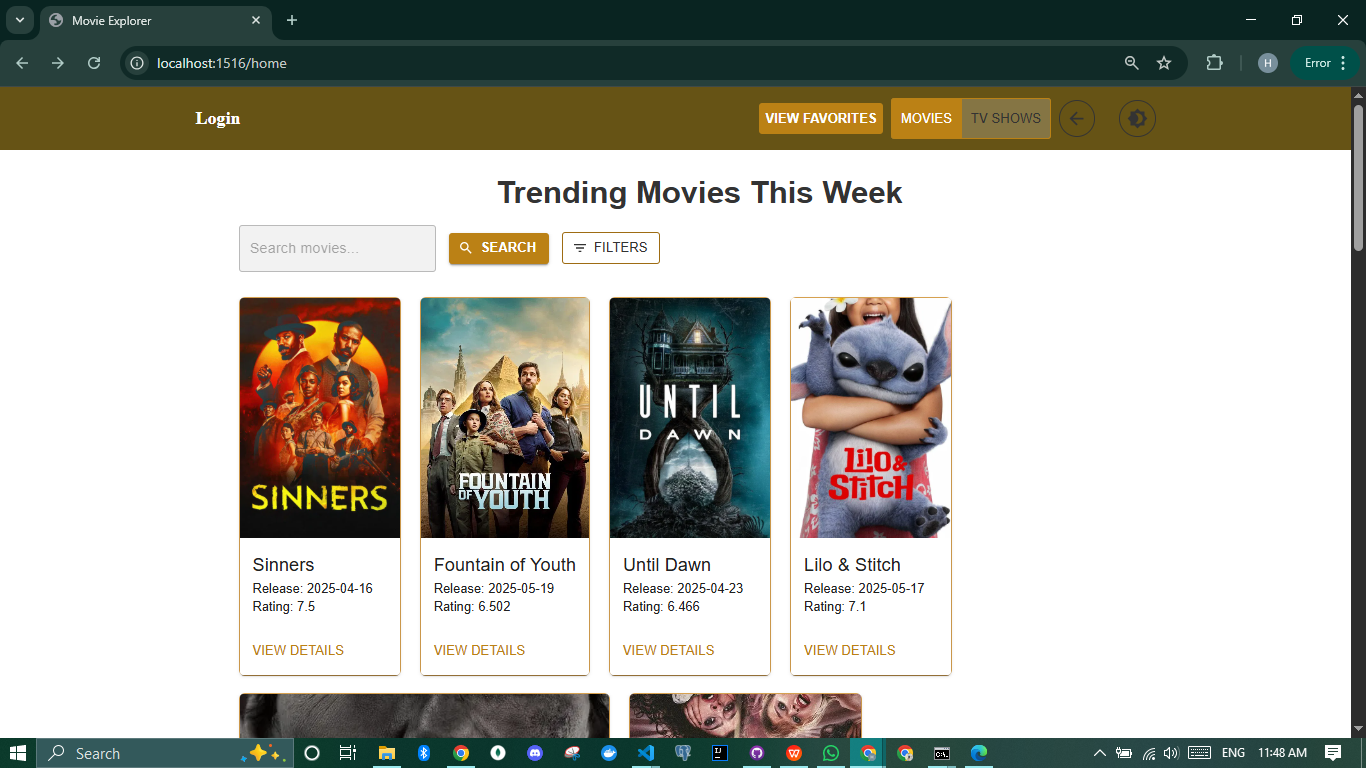 Movie Explorer
localhost:1516/home
H
Error
Login
VIEW FAVORITES
MOVIES
TV SHOWS
Trending Movies This Week
Search movies...
SEARCH
FILTERS
SINNERS
FOUNTAIN
OF YOUTH
UNTIL
DAWN
Lilo &
Stitch
Sinners
Release: 2025-04-16
Rating: 7.5
VIEW DETAILS
Fountain of Youth
Release: 2025-05-19
Rating: 6.502
VIEW DETAILS
Until Dawn
Release: 2025-04-23
Rating: 6.466
VIEW DETAILS
Lilo & Stitch
Release: 2025-05-17
Rating: 7.1
VIEW DETAILS
Search
ENG
11:48 AM